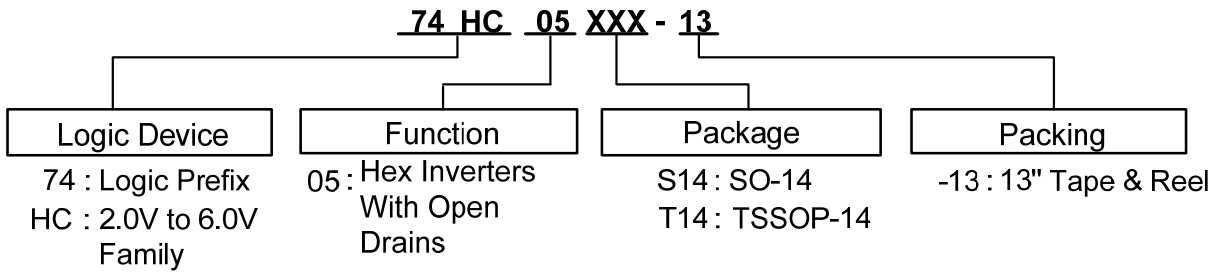 74 HC 05 XXX - 13
Logic Device
74 : Logic Prefix
HC : 2.0V to 6.0V
Family
Function
05 : Hex Inverters
With Open
Drains
Package
S14 : SO-14
T14 : TSSOP-14
Packing
-13 : 13" Tape & Reel